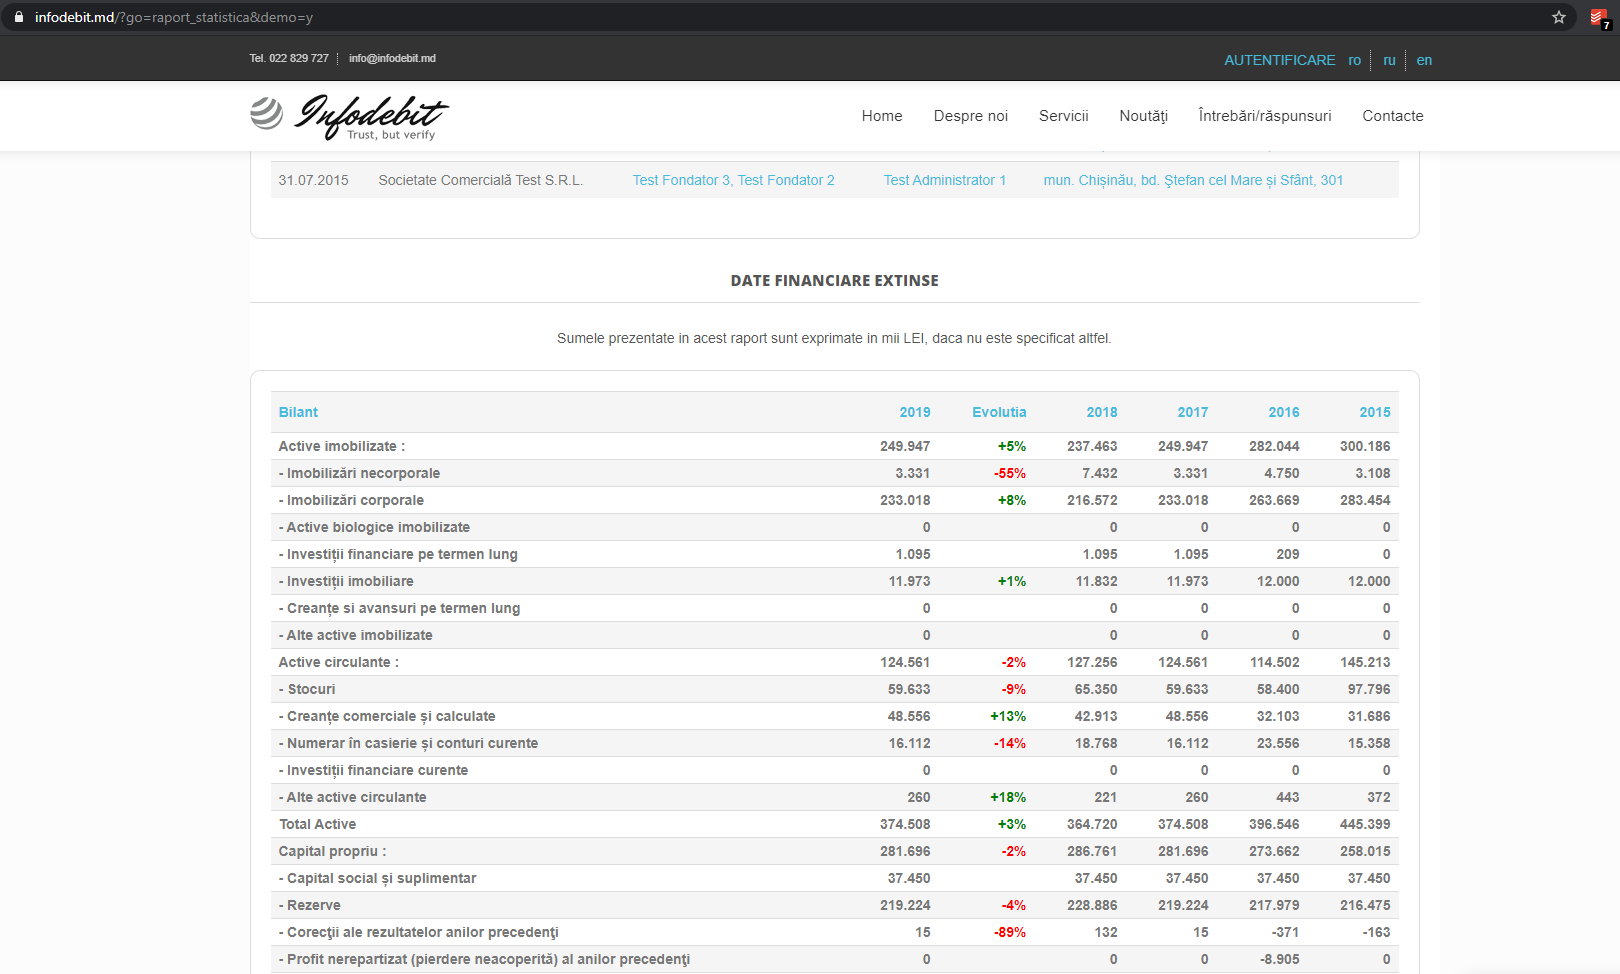 infodebit.md/?go=raport_statistica&demo=y
7
Tel. 022 829 727 info@infodebit.md AUTENTIFICARE ro ru en
Infodebit
Trust, but verify
Home Despre noi Servicii Noutăţi Întrebări/răspunsuri Contacte
31.07.2015 Societate Comercială Test S.R.L. Test Fondator 3, Test Fondator 2 Test Administrator 1 mun. Chișinău, bd. Ștefan cel Mare și Sfânt, 301
DATE FINANCIARE EXTINSE
Sumele prezentate in acest raport sunt exprimate in mii LEI, daca nu este specificat altfel.
Bilant 2019 Evolutia 2018 2017 2016 2015
Active imobilizate : 249.947 +5% 237.463 249.947 282.044 300.186
- Imobilizări necorporale 3.331 -55% 7.432 3.331 4.750 3.108
- Imobilizări corporale 233.018 +8% 216.572 233.018 263.669 283.454
- Active biologice imobilizate 0 0 0 0 0
- Investiții financiare pe termen lung 1.095 1.095 1.095 209 0
- Investiții imobiliare 11.973 +1% 11.832 11.973 12.000 12.000
- Creanțe si avansuri pe termen lung 0 0 0 0 0
- Alte active imobilizate 0 0 0 0 0
Active circulante : 124.561 -2% 127.256 124.561 114.502 145.213
- Stocuri 59.633 -9% 65.350 59.633 58.400 97.796
- Creanțe comerciale și calculate 48.556 +13% 42.913 48.556 32.103 31.686
- Numerar în casierie și conturi curente 16.112 -14% 18.768 16.112 23.556 15.358
- Investiții financiare curente 0 0 0 0 0
- Alte active circulante 260 +18% 221 260 443 372
Total Active 374.508 +3% 364.720 374.508 396.546 445.399
Capital propriu : 281.696 -2% 286.761 281.696 273.662 258.015
- Capital social și suplimentar 37.450 37.450 37.450 37.450 37.450
- Rezerve 219.224 -4% 228.886 219.224 217.979 216.475
- Corecţii ale rezultatelor anilor precedenţi 15 -89% 132 15 -371 -163
- Profit nerepartizat (pierdere neacoperită) al anilor precedenţi 0 0 0 -8.905 0